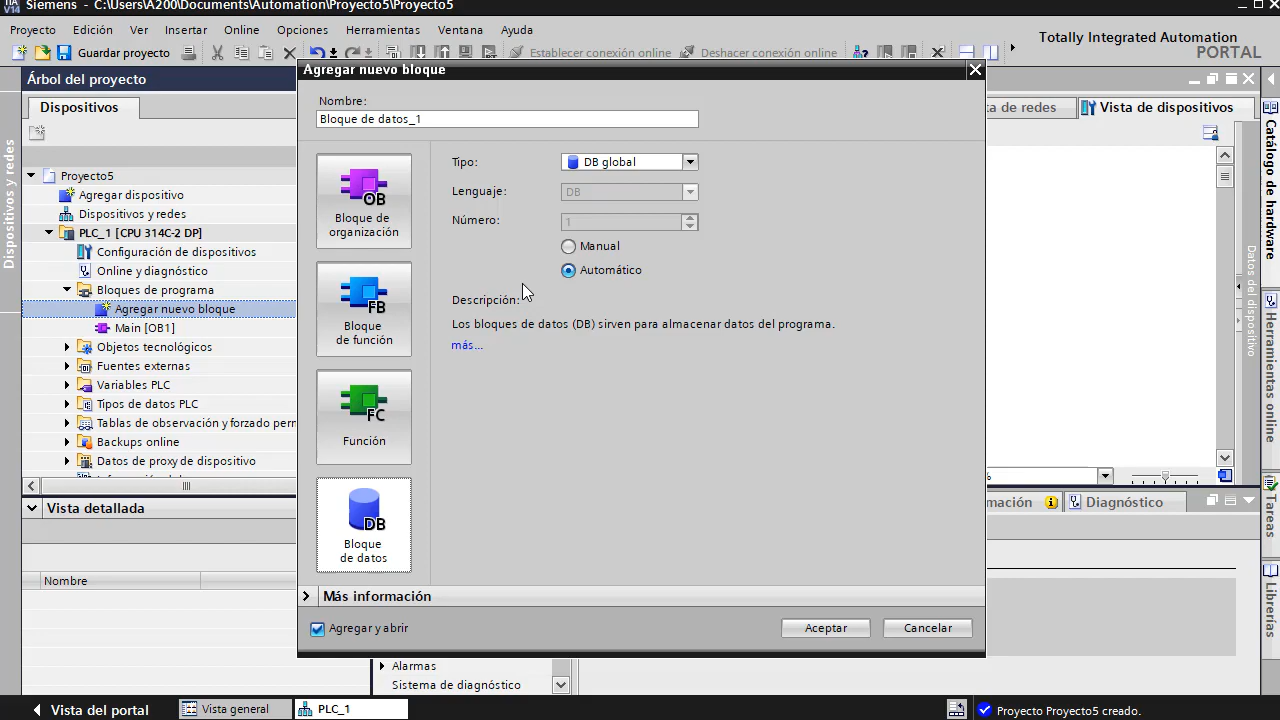 Siemens - C:\Users\A200\Documents\Automation\Proyecto5\Proyecto5
V14
Proyecto Edición Ver Insertar Online Opciones Herramientas Ventana Ayuda
Guardar proyecto
Establecer conexión online
Deshacer conexión online
Totally Integrated Automation
PORTAL
Árbol del proyecto
Dispositivos
Dispositivos y redes
Proyecto5
Agregar dispositivo
Dispositivos y redes
PLC_1 [CPU 314C-2 DP]
Configuración de dispositivos
Online y diagnóstico
Bloques de programa
Agregar nuevo bloque
Main [OB1]
Objetos tecnológicos
Fuentes externas
Variables PLC
Tipos de datos PLC
Tablas de observación y forzado perm
Backups online
Datos de proxy de dispositivo
Vista detallada
Nombre
Agregar nuevo bloque
Nombre:
Bloque de datos_1
OB
Bloque de
organización
FB
Bloque
de función
FC
Función
DB
Bloque
de datos
Tipo:
DB global
Lenguaje:
DB
Número:
1
Manual
Automático
Descripción:
Los bloques de datos (DB) sirven para almacenar datos del programa.
más...
Más información
Agregar y abrir
Aceptar
Cancelar
ta de redes
Vista de dispositivos
Datos del dispositivo
%
mación
Diagnóstico
Catálogo de hardware
Herramientas online
Tareas
Librerías
Alarmas
Sistema de diagnóstico
Vista del portal
Vista general
PLC_1
Proyecto Proyecto5 creado.